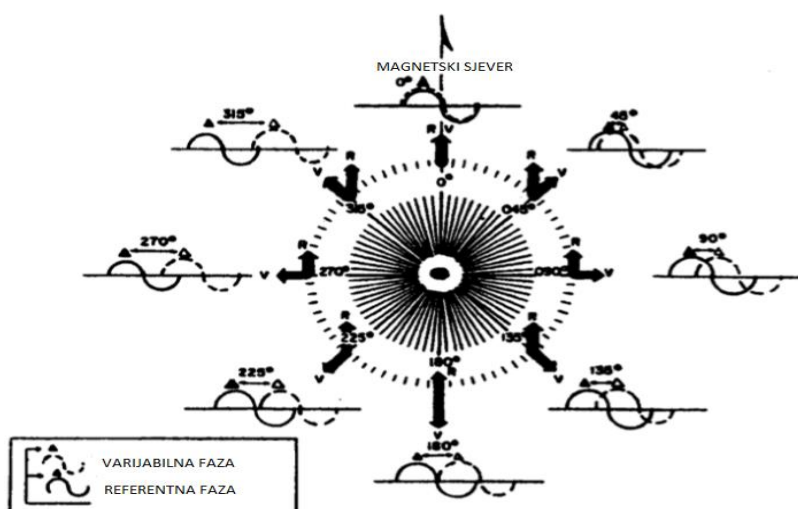 MAGNETSKI SJEVER
0°
R V
0°
315°
R
V
315°
45°
R
V
045°
270°
R
V
270°
90°
R
V
090°
225°
R
V
225°
135°
R
V
135°
180°
R
V
180°
VARIJABILNA FAZA
REFERENTNA FAZA